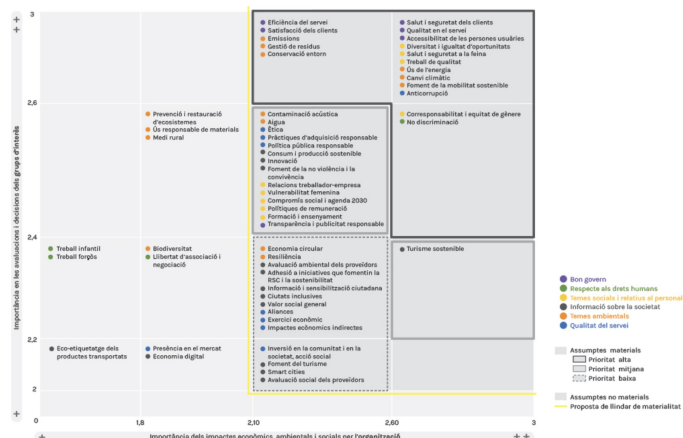 3
Eficiència del servei
Satisfacció dels clients
Emissions
Gestió de residus
Conservació entorn
Salut i seguretat dels clients
Qualitat en el servei
Accessibilitat de les persones usuàries
Diversitat i igualtat d'oportunitats
Salut i seguretat a la feina
Treball de qualitat
Ús de l'energia
Canvi climàtic
Foment de la mobilitat sostenible
Anticorrupció
2,6
Prevenció i restauració
d'ecosistemes
Ús responsable de materials
Medi rural
Contaminació acústica
Aigua
Ètica
Pràctiques d'adquisició responsable
Política pública responsable
Consum i producció sostenible
Innovació
Foment de la no violència i la
convivència
Relacions treballador-empresa
Vulnerabilitat femenina
Compromís social i agenda 2030
Polítiques de remuneració
Formació i ensenyament
Transparència i publicitat responsable
Corresponsabilitat i equitat de gènere
No discriminació
Importància en les avaluacions i decisions dels grups d'interès
2,4
Treball infantil
Treball forçós
Biodiversitat
Llibertat d'associació i
negociació
Economia circular
Resiliència
Avaluació ambiental dels proveïdors
Adhesió a iniciatives que fomentin la
RSC i la sostenibilitat
Informació i sensibilització ciutadana
Ciutats inclusives
Valor social general
Aliances
Exercici econòmic
Impactes ecònomics indirectes
Turisme sostenible
2,2
Eco-etiquetatge dels
productes transportats
Presència en el mercat
Economia digital
Inversió en la comunitat i en la
societat, acció social
Foment del turisme
Smart cities
Avaluació social dels proveïdors
2
0
1,8
2,10
2,60
3
Importància dels impactes econòmics, ambientals i socials per l'organització
Bon govern
Respecte als drets humans
Temes socials i relatius al personal
Informació sobre la societat
Temes ambientals
Qualitat del servei
Assumptes materials
Prioritat alta
Prioritat mitjana
Prioritat baixa
Assumptes no materials
Proposta de llindar de materialitat